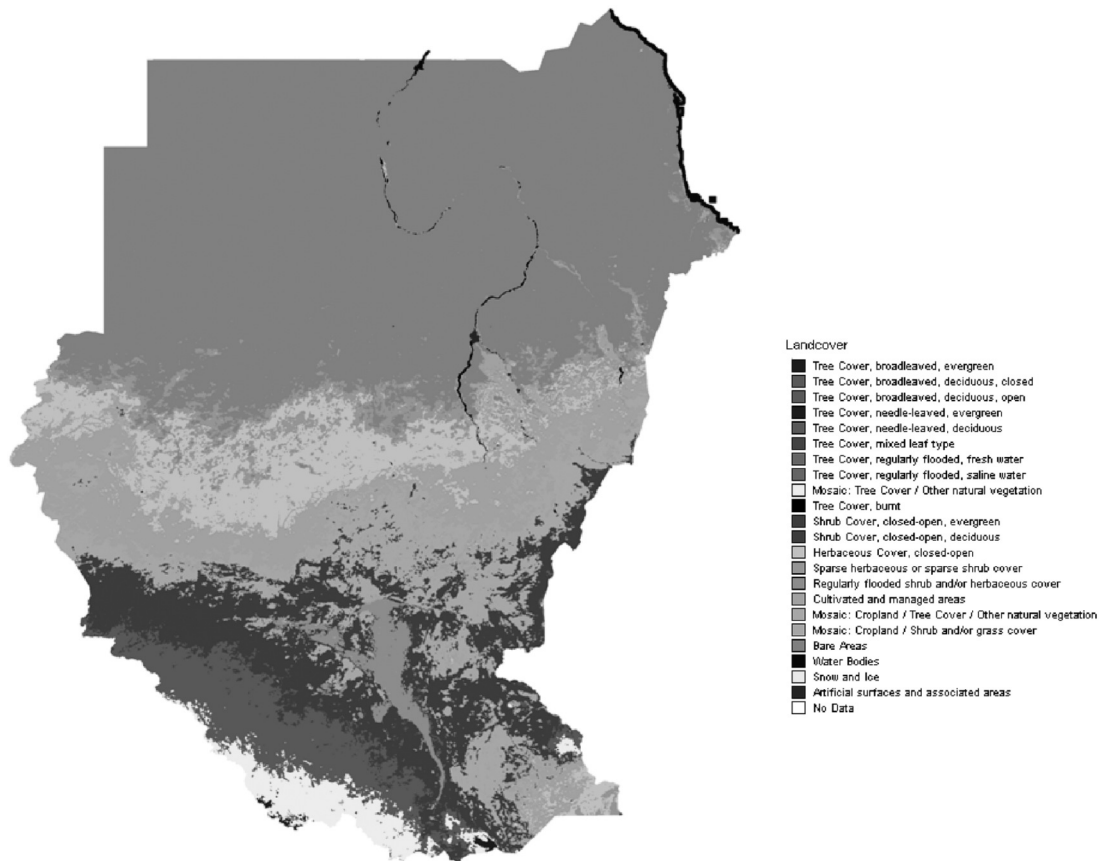 Landcover
Tree Cover, broadleaved, evergreen
Tree Cover, broadleaved, deciduous, closed
Tree Cover, broadleaved, deciduous, open
Tree Cover, needle-leaved, evergreen
Tree Cover, needle-leaved, deciduous
Tree Cover, mixed leaf type
Tree Cover, regularly flooded, fresh water
Tree Cover, regularly flooded, saline water
Mosaic: Tree Cover / Other natural vegetation
Tree Cover, burnt
Shrub Cover, closed-open, evergreen
Shrub Cover, closed-open, deciduous
Herbaceous Cover, closed-open
Sparse herbaceous or sparse shrub cover
Regularly flooded shrub and/or herbaceous cover
Cultivated and managed areas
Mosaic: Cropland / Tree Cover / Other natural vegetation
Mosaic: Cropland / Shrub and/or grass cover
Bare Areas
Water Bodies
Snow and Ice
Artificial surfaces and associated areas
No Data